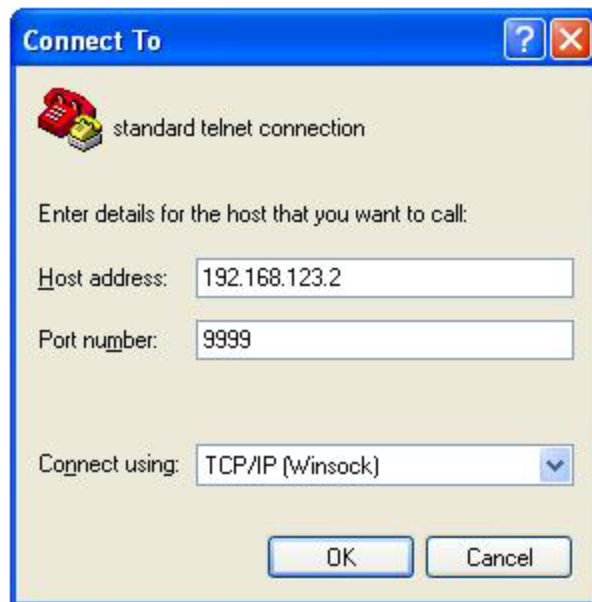 Connect To
standard telnet connection
Enter details for the host that you want to call:
Host address: 192.168.123.2
Port number: 9999
Connect using: TCP/IP (Winsock)
OK Cancel